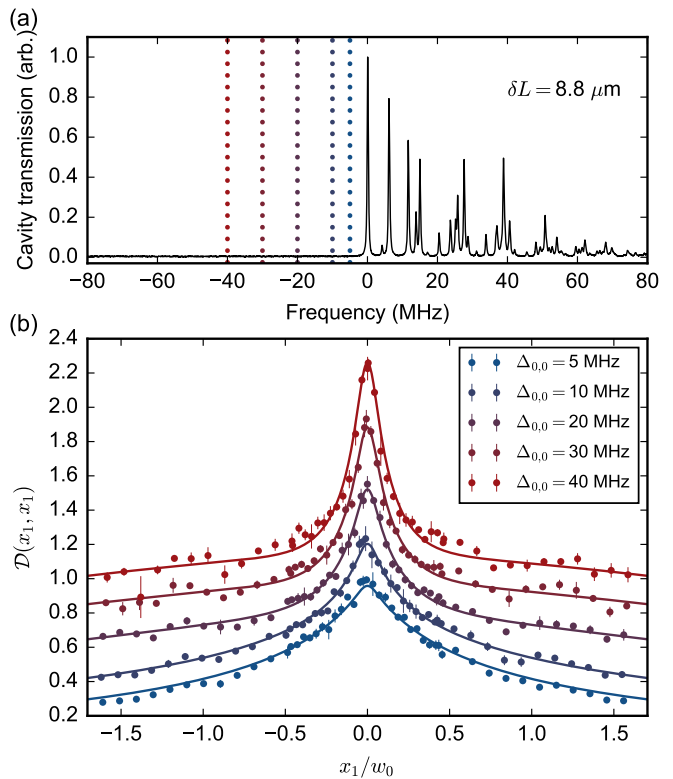 (a)
Cavity transmission (arb.)
1.0
0.8
0.6
0.4
0.2
0.0
δL = 8.8 μm
−80 −60 −40 −20 0 20 40 60 80
Frequency (MHz)
(b)
𝒟(x₁, x₁)
2.4
2.2
2.0
1.8
1.6
1.4
1.2
1.0
0.8
0.6
0.4
0.2
Δ₀,₀ = 5 MHz
Δ₀,₀ = 10 MHz
Δ₀,₀ = 20 MHz
Δ₀,₀ = 30 MHz
Δ₀,₀ = 40 MHz
−1.5 −1.0 −0.5 0.0 0.5 1.0 1.5
x₁/w₀